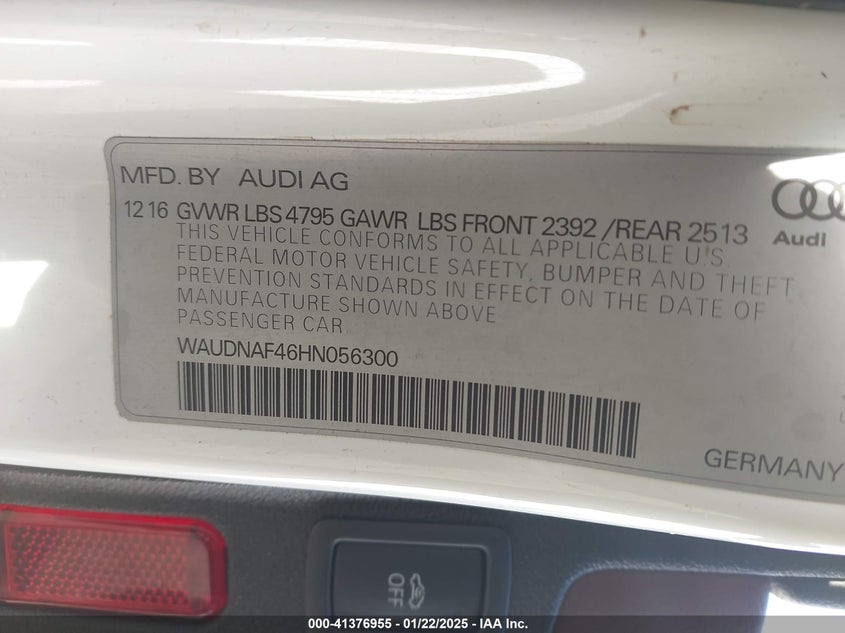 MFD. BY AUDI AG
12 16 GVWR LBS 4795 GAWR LBS FRONT 2392 /REAR 2513
THIS VEHICLE CONFORMS TO ALL APPLICABLE U.S.
FEDERAL MOTOR VEHICLE SAFETY, BUMPER AND THEFT
PREVENTION STANDARDS IN EFFECT ON THE DATE OF
MANUFACTURE SHOWN ABOVE
PASSENGER CAR
WAUDNAF46HN056300
Audi
GERMANY
OFF
000-41376955 - 01/22/2025 - IAA Inc.